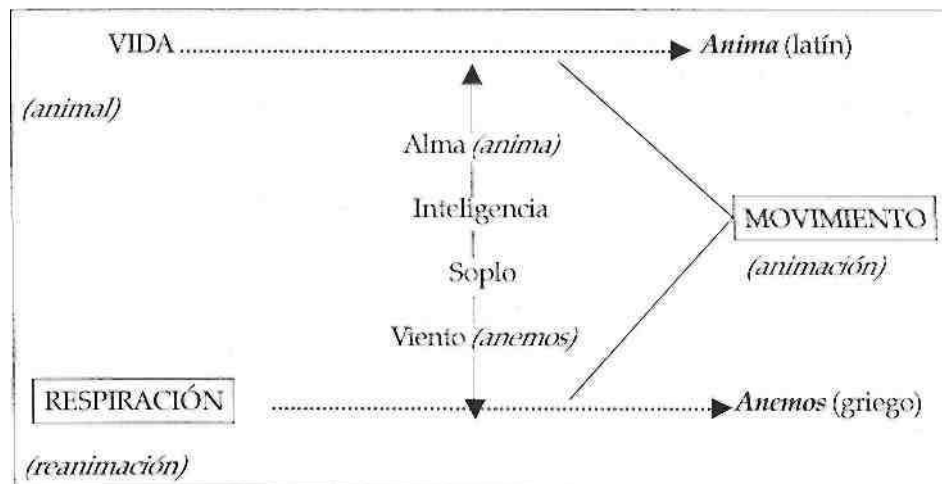 VIDA Anima (latín)
(animal)
Alma (anima)
Inteligencia
MOVIMIENTO
Soplo
(animación)
Viento (anemos)
RESPIRACIÓN Anemos (griego)
(reanimación)